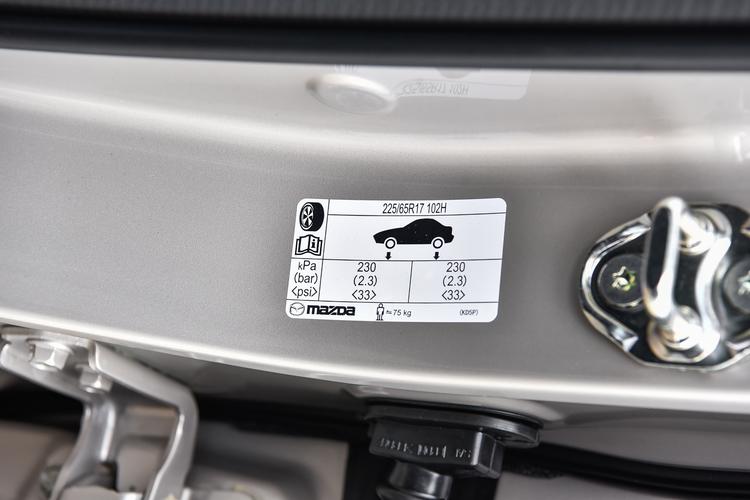 225/65R17 102H
kPa 230 230
(bar) (2.3) (2.3)
<psi> <33> <33>
mazda ≈ 75 kg (KD5P)